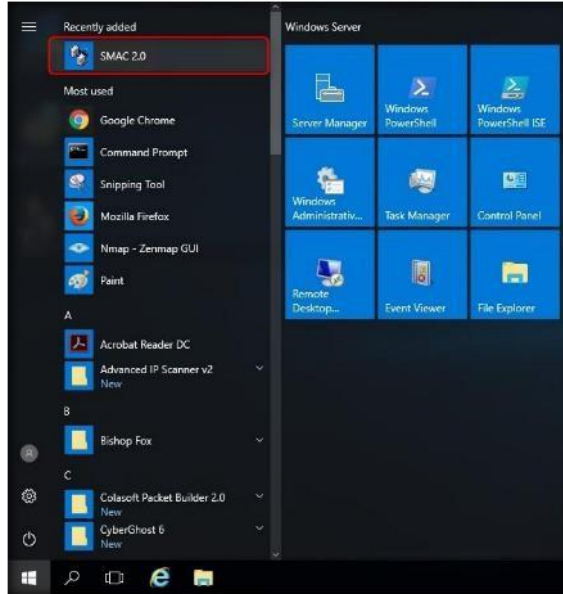 Recently added
SMAC 2.0
Most used
Google Chrome
Command Prompt
Snipping Tool
Mozilla Firefox
Nmap - Zenmap GUI
Paint
A
Acrobat Reader DC
Advanced IP Scanner v2
New
B
Bishop Fox
C
Colasoft Packet Builder 2.0
New
CyberGhost 6
New
Windows Server
Server Manager
Windows
PowerShell
Windows
PowerShell ISE
Windows
Administrativ...
Task Manager
Control Panel
Remote
Desktop...
Event Viewer
File Explorer